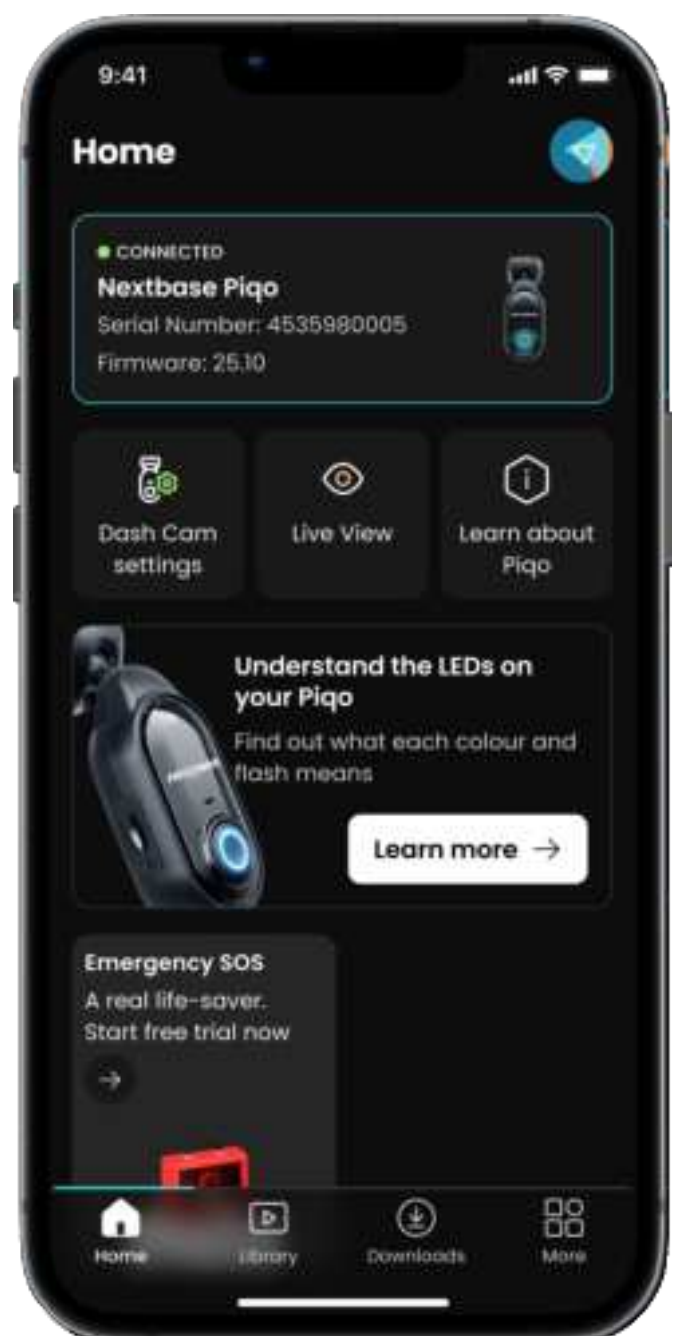 9:41
Home
CONNECTED
Nextbase Piqo
Serial Number: 4535980005
Firmware: 25.10
Dash Cam
settings
Live View
Learn about
Piqo
Understand the LEDs on
your Piqo
Find out what each colour and
flash means
Learn more →
Emergency SOS
A real life-saver.
Start free trial now
Home
Library
Downloads
More